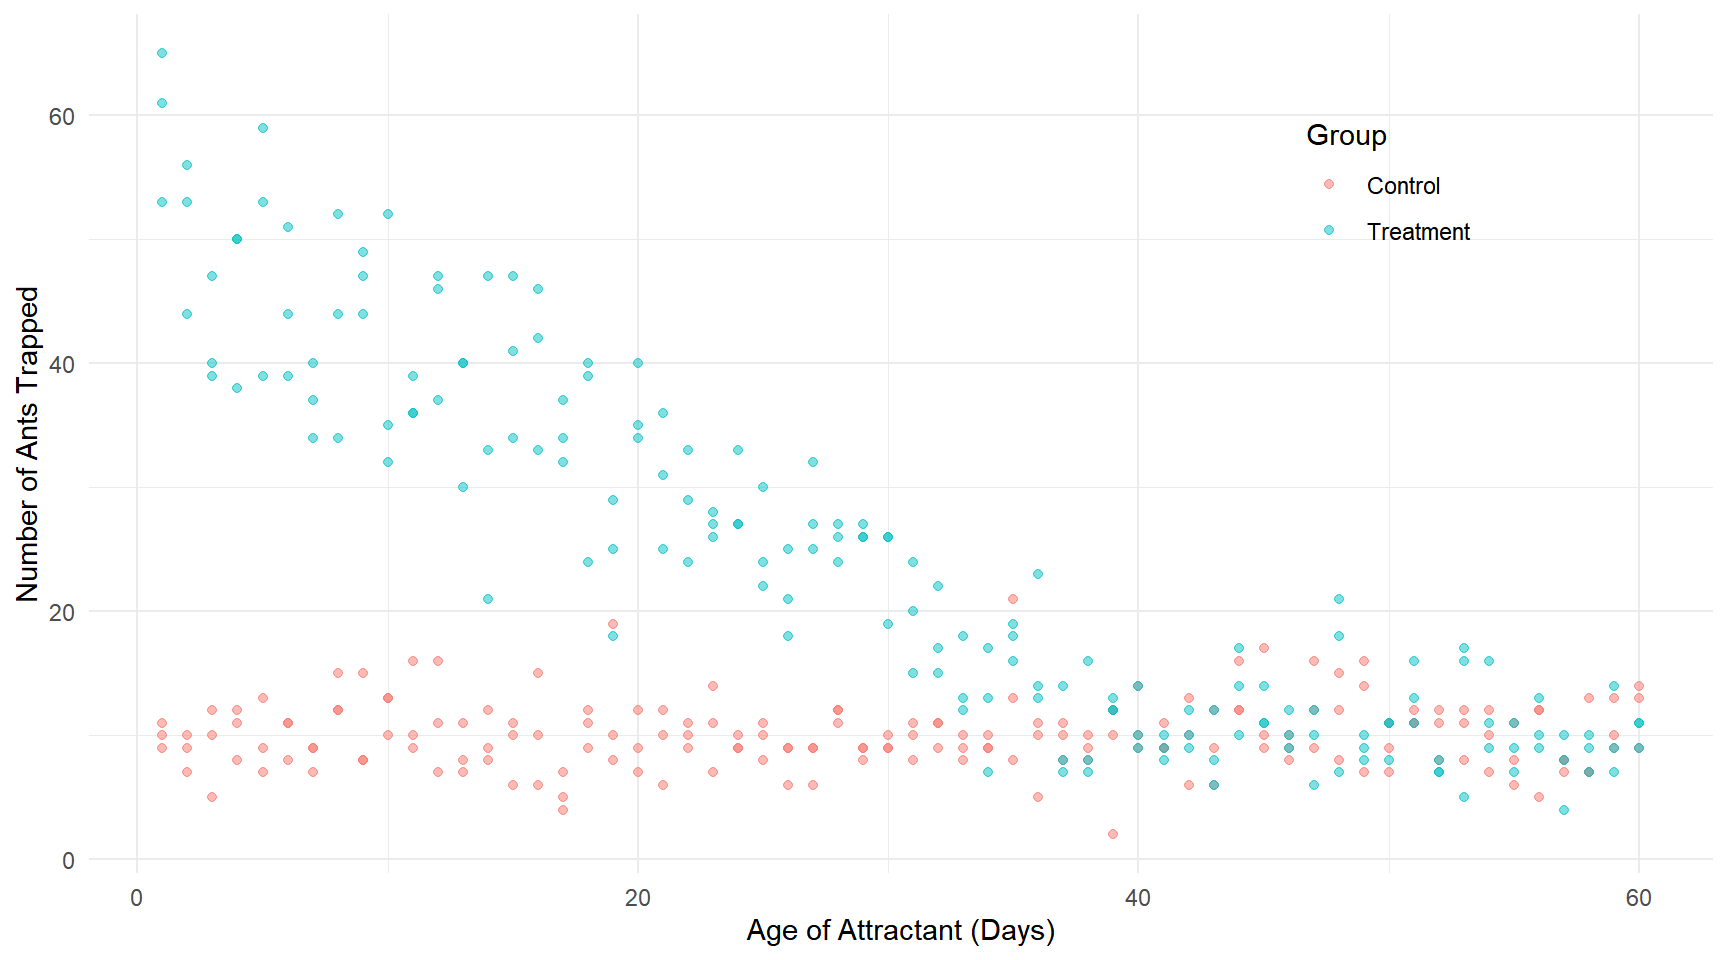 60
40
20
0
0 20 40 60
Number of Ants Trapped
Age of Attractant (Days)
Group
Control
Treatment